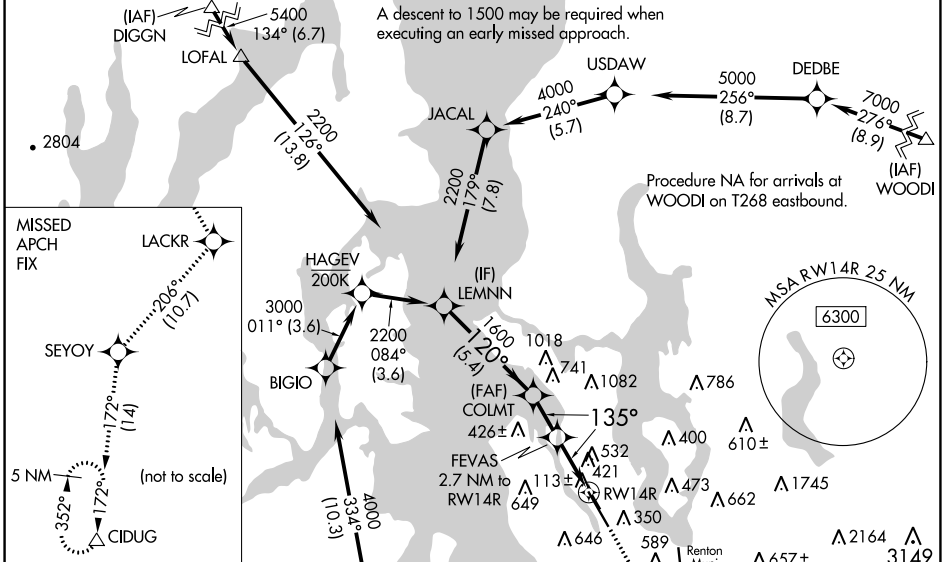 (IAF)
DIGGN
5400
134° (6.7)
A descent to 1500 may be required when
executing an early missed approach.
LOFAL
USDAW
DEDBE
4000
240°
(5.7)
5000
256°
(8.7)
7000
276°
(8.9)
(IAF)
WOODI
JACAL
2200
126°
(13.8)
2804
2200
179°
(7.8)
Procedure NA for arrivals at
WOODI on T268 eastbound.
MISSED
APCH
FIX
LACKR
206°
(10.7)
SEYOY
172°
(14)
5 NM
(not to scale)
352°
172°
CIDUG
HAGEV
200K
(IF)
LEMNN
3000
011° (3.6)
2200
084°
(3.6)
BIGIO
1600
120°
(5.4)
MSA RW14R 25 NM
6300
1018
741
1082
786
(FAF)
COLMT
135°
426±
400
610±
FEVAS
2.7 NM to
RW14R
532
421
113±
649
RW14R
473
662
1745
350
4000
334°
(10.3)
646
589
Renton
657±
2164
3149